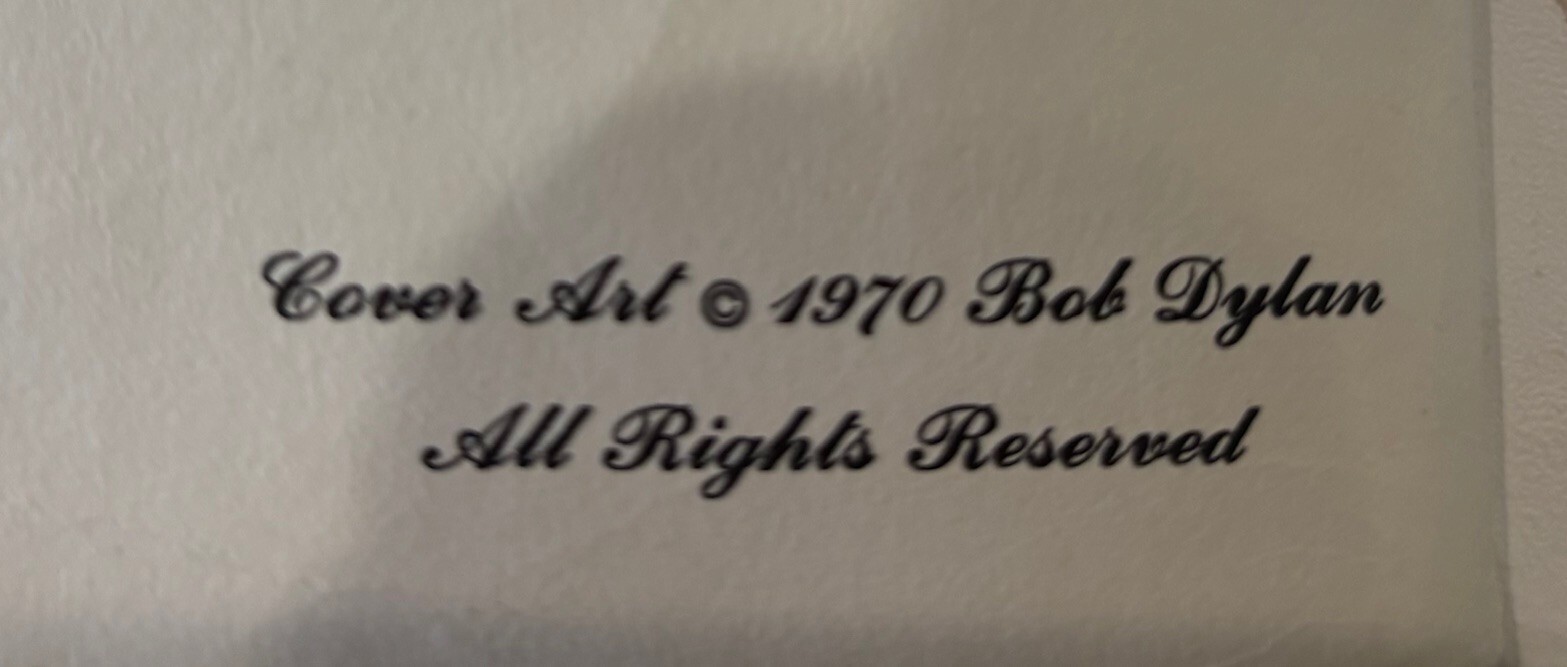 Cover Art © 1970 Bob Dylan
All Rights Reserved